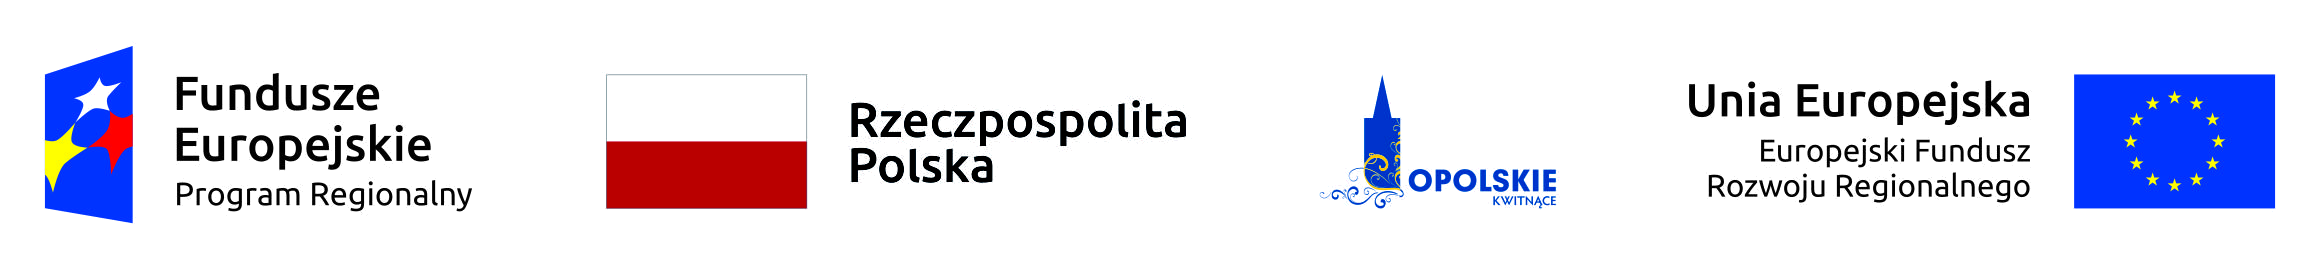 Fundusze
Europejskie
Program Regionalny
Rzeczpospolita
Polska
OPOLSKIE
KWITNĄCE
Unia Europejska
Europejski Fundusz
Rozwoju Regionalnego